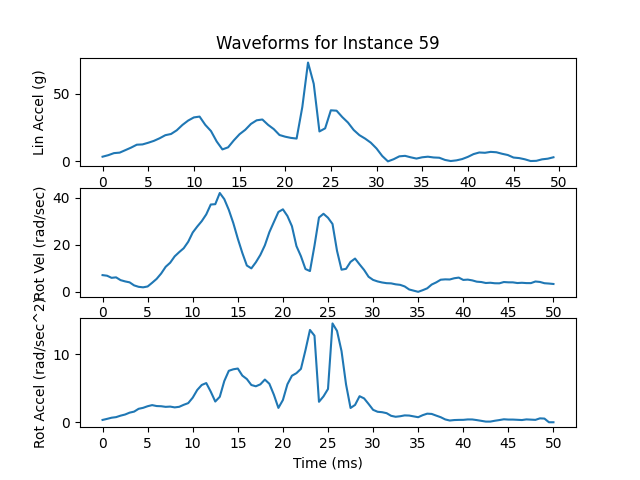 Waveforms for Instance 59
Lin Accel (g)
50
0
0 5 10 15 20 25 30 35 40 45 50
Rot Vel (rad/sec)
40
20
0
0 5 10 15 20 25 30 35 40 45 50
Rot Accel (rad/sec^2)
10
0
0 5 10 15 20 25 30 35 40 45 50
Time (ms)